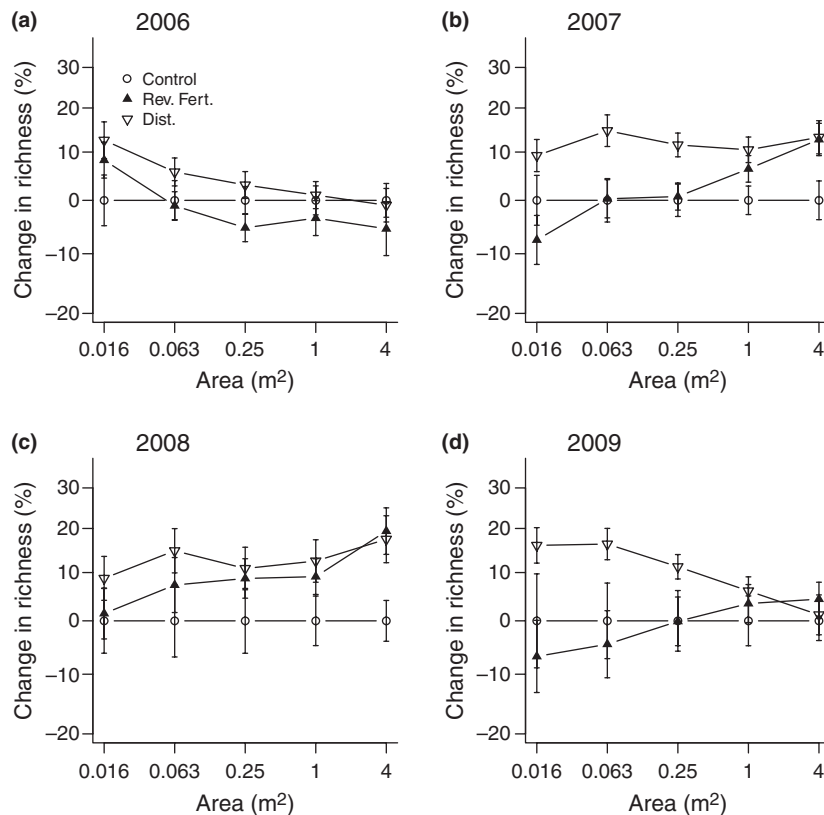 (a) 2006
Change in richness (%)
30
20
10
0
−10
−20
Control
Rev. Fert.
Dist.
0.016 0.063 0.25 1 4
Area (m²)
(b) 2007
Change in richness (%)
30
20
10
0
−10
−20
0.016 0.063 0.25 1 4
Area (m²)
(c) 2008
Change in richness (%)
30
20
10
0
−10
−20
0.016 0.063 0.25 1 4
Area (m²)
(d) 2009
Change in richness (%)
30
20
10
0
−10
−20
0.016 0.063 0.25 1 4
Area (m²)